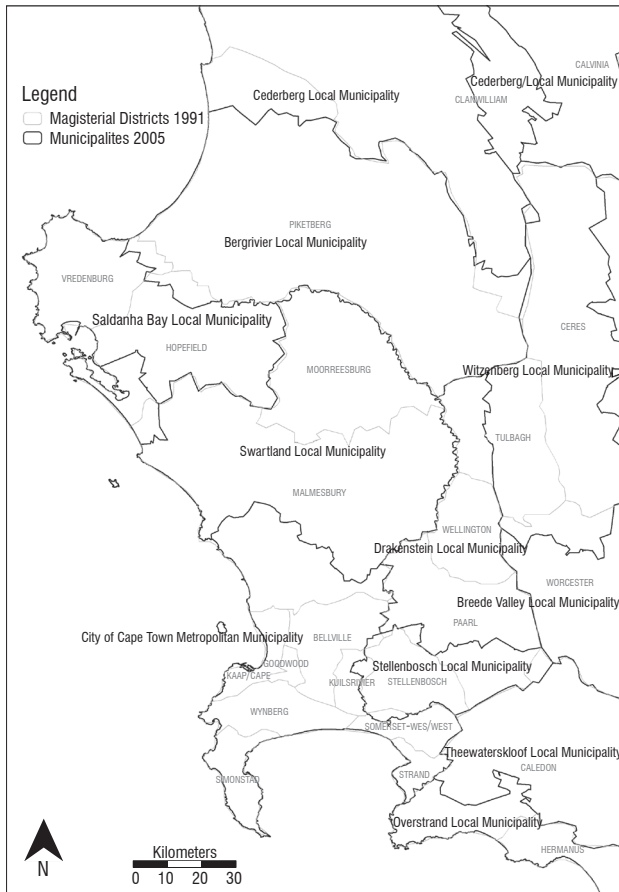 CALVINIA
Cederberg/Local Municipality
Legend
Cederberg Local Municipality
CLANWILLIAM
Magisterial Districts 1991
Municipalites 2005
PIKETBERG
Bergrivier Local Municipality
VREDENBURG
Saldanha Bay Local Municipality
CERES
HOPEFIELD
MOORREESBURG
Witzenberg Local Municipality
TULBAGH
Swartland Local Municipality
MALMESBURY
WELLINGTON
Drakenstein Local Municipality
WORCESTER
Breede Valley Local Municipality
PAARL
City of Cape Town Metropolitan Municipality
BELLVILLE
GOODWOOD
Stellenbosch Local Municipality
KAAP/CAPE
KUILSRIVIER
STELLENBOSCH
WYNBERG
SOMERSET-WES/WEST
Theewaterskloof Local Municipality
CALEDON
STRAND
SIMONSTAD
Overstrand Local Municipality
HERMANUS
N
Kilometers
0 10 20 30